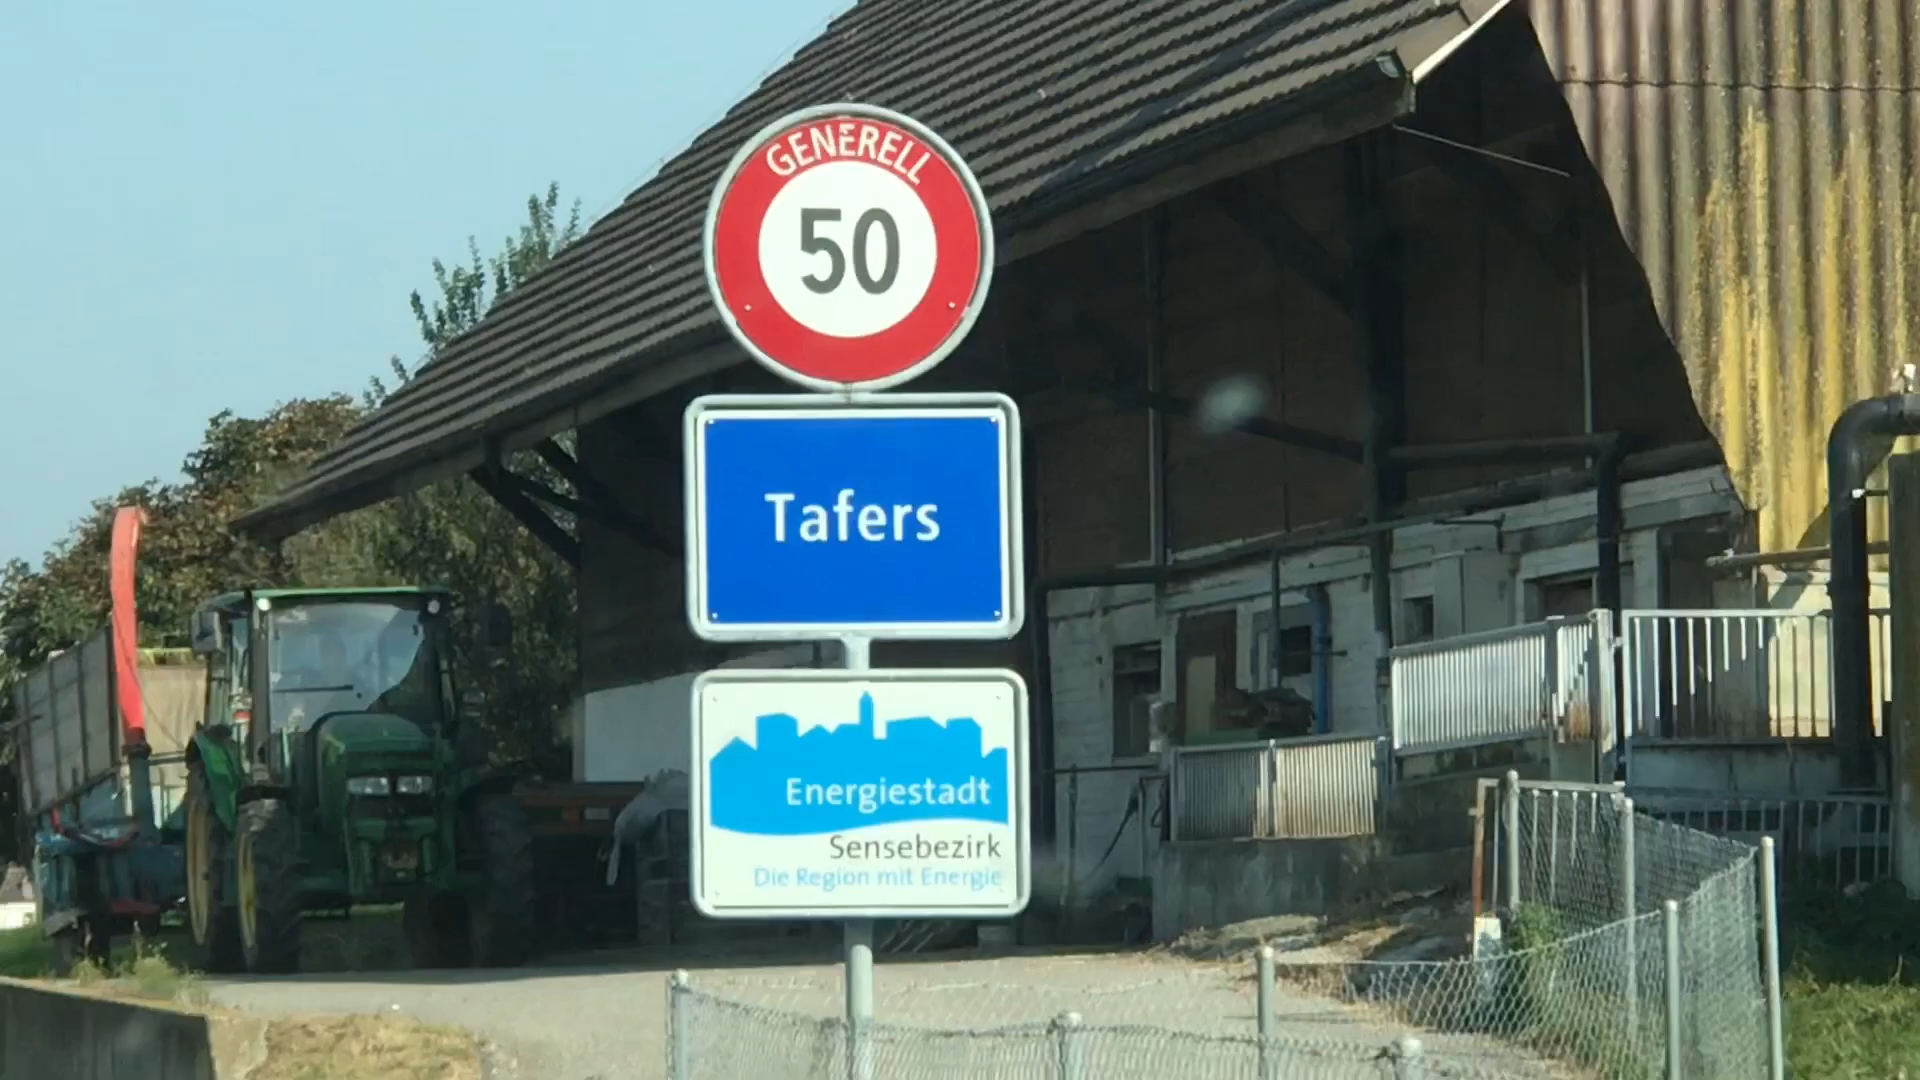 GENERELL
50
Tafers
Energiestadt
Sensebezirk
Die Region mit Energie